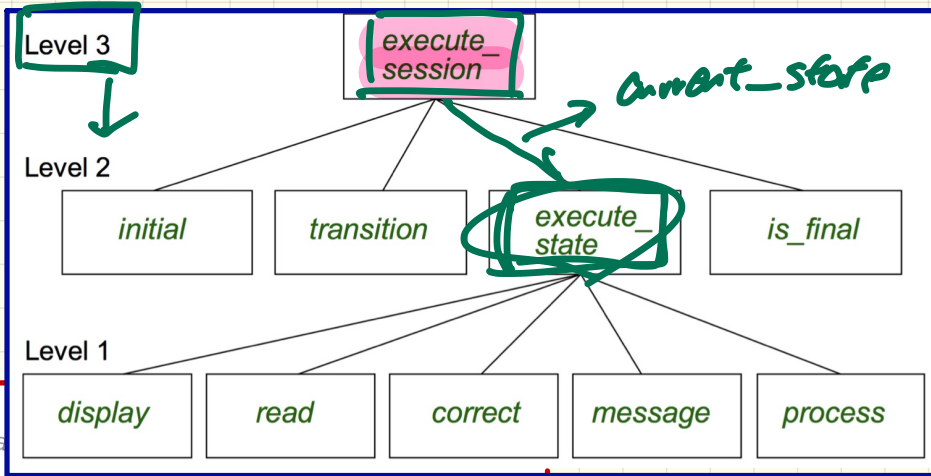 Level 3
execute_
session
current_state
Level 2
initial
transition
execute_
state
is_final
Level 1
display
read
correct
message
process